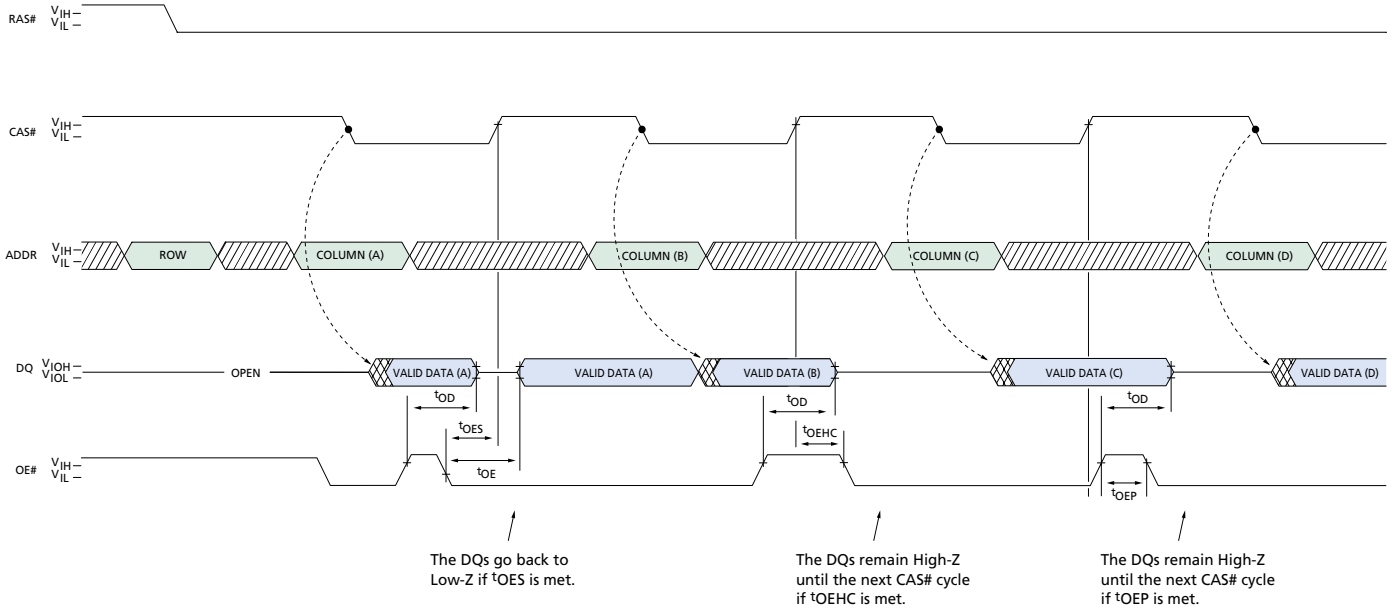 RAS# VIH
VIL
CAS# VIH
VIL
ADDR VIH
VIL
ROW COLUMN (A) COLUMN (B) COLUMN (C) COLUMN (D)
DQ VIOH
VIOL
OPEN VALID DATA (A) VALID DATA (A) VALID DATA (B) VALID DATA (C) VALID DATA (D)
tOD tOD tOD
tOES tOEHC
tOE
tOEP
OE# VIH
VIL
The DQs go back to
Low-Z if tOES is met.
The DQs remain High-Z
until the next CAS# cycle
if tOEHC is met.
The DQs remain High-Z
until the next CAS# cycle
if tOEP is met.